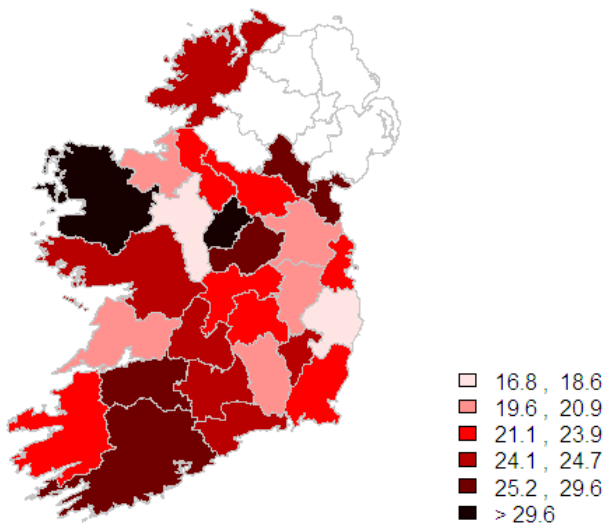 16.8 , 18.6
19.6 , 20.9
21.1 , 23.9
24.1 , 24.7
25.2 , 29.6
> 29.6